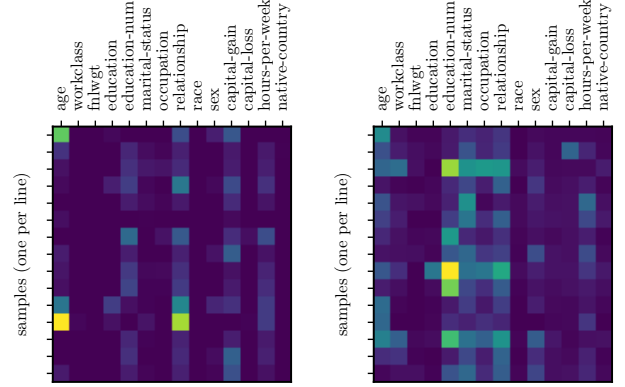 age
workclass
fnlwgt
education
education-num
marital-status
occupation
relationship
race
sex
capital-gain
capital-loss
hours-per-week
native-country
samples (one per line)
age
workclass
fnlwgt
education
education-num
marital-status
occupation
relationship
race
sex
capital-gain
capital-loss
hours-per-week
native-country
samples (one per line)